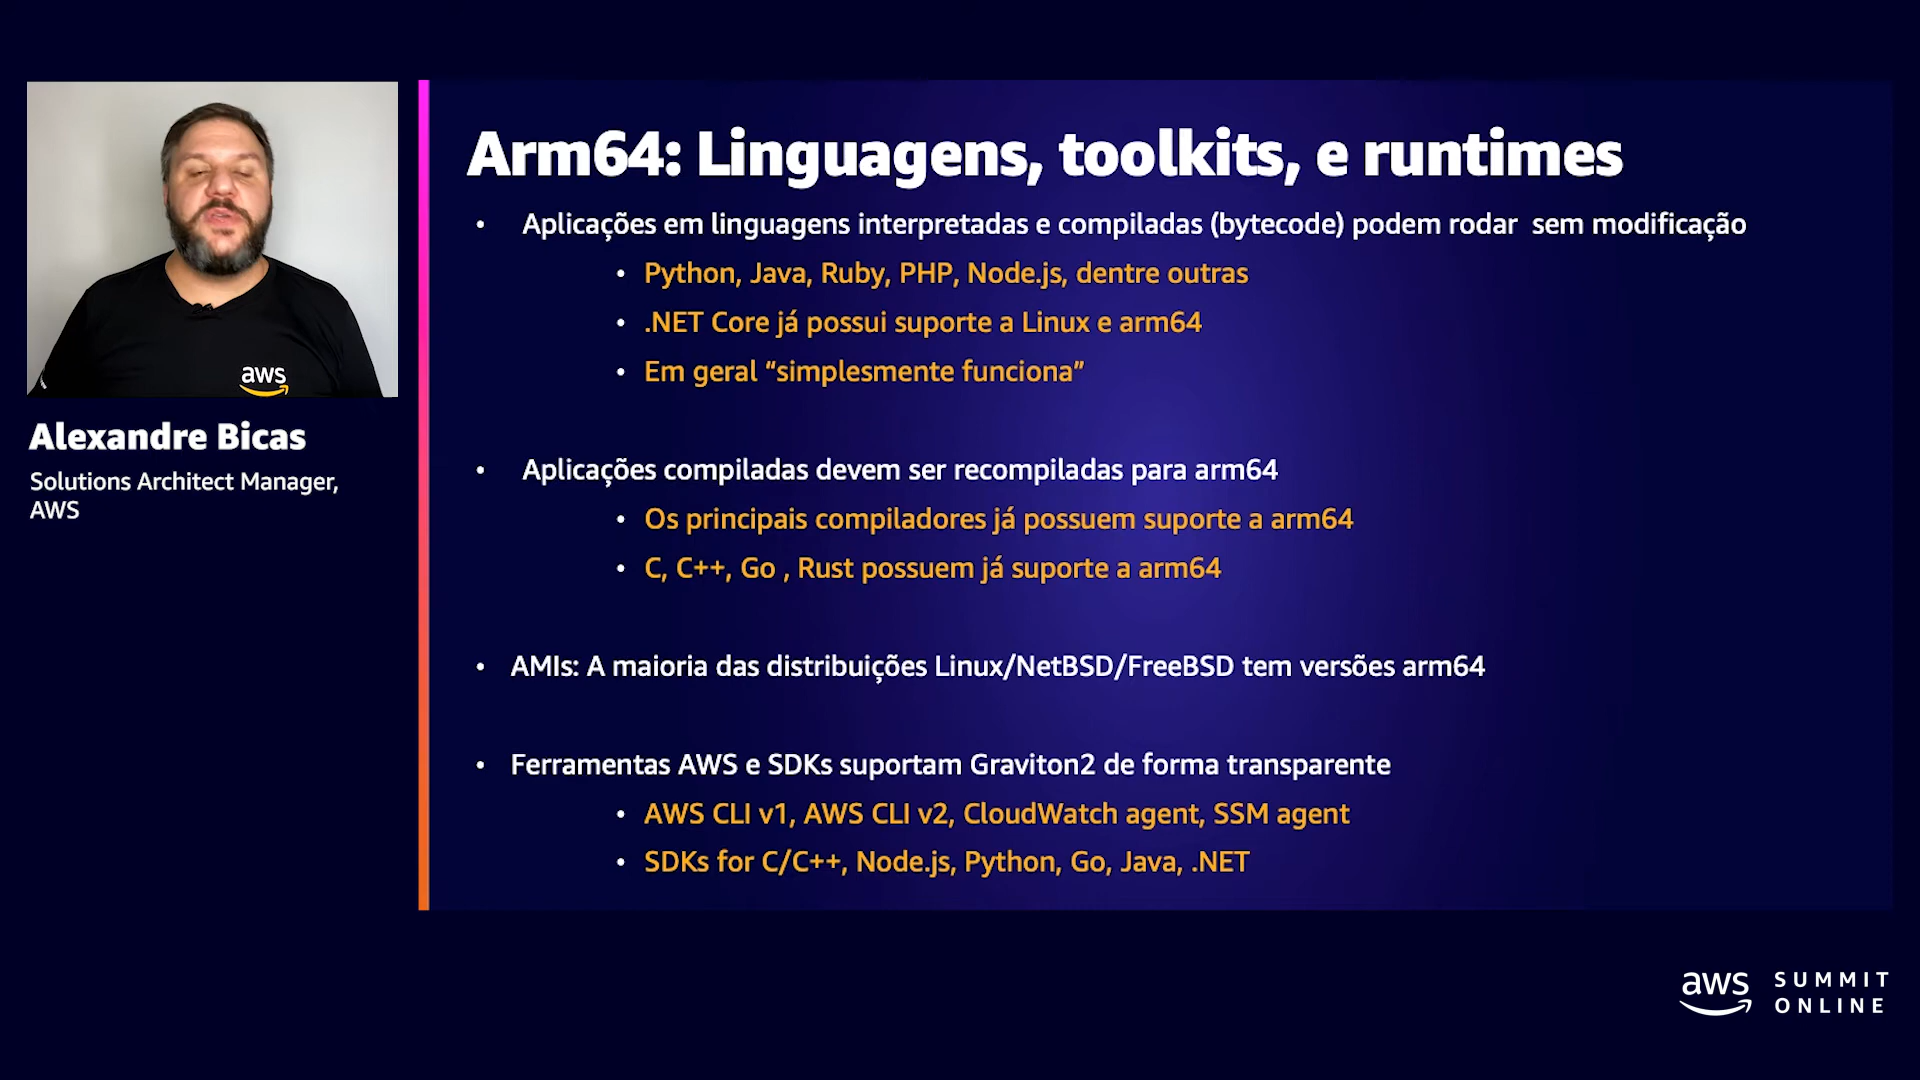 aws
Alexandre Bicas
Solutions Architect Manager,
AWS
Arm64: Linguagens, toolkits, e runtimes
• Aplicações em linguagens interpretadas e compiladas (bytecode) podem rodar sem modificação
• Python, Java, Ruby, PHP, Node.js, dentre outras
• .NET Core já possui suporte a Linux e arm64
• Em geral “simplesmente funciona”
• Aplicações compiladas devem ser recompiladas para arm64
• Os principais compiladores já possuem suporte a arm64
• C, C++, Go , Rust possuem já suporte a arm64
• AMIs: A maioria das distribuições Linux/NetBSD/FreeBSD tem versões arm64
• Ferramentas AWS e SDKs suportam Graviton2 de forma transparente
• AWS CLI v1, AWS CLI v2, CloudWatch agent, SSM agent
• SDKs for C/C++, Node.js, Python, Go, Java, .NET
aws SUMMIT
ONLINE